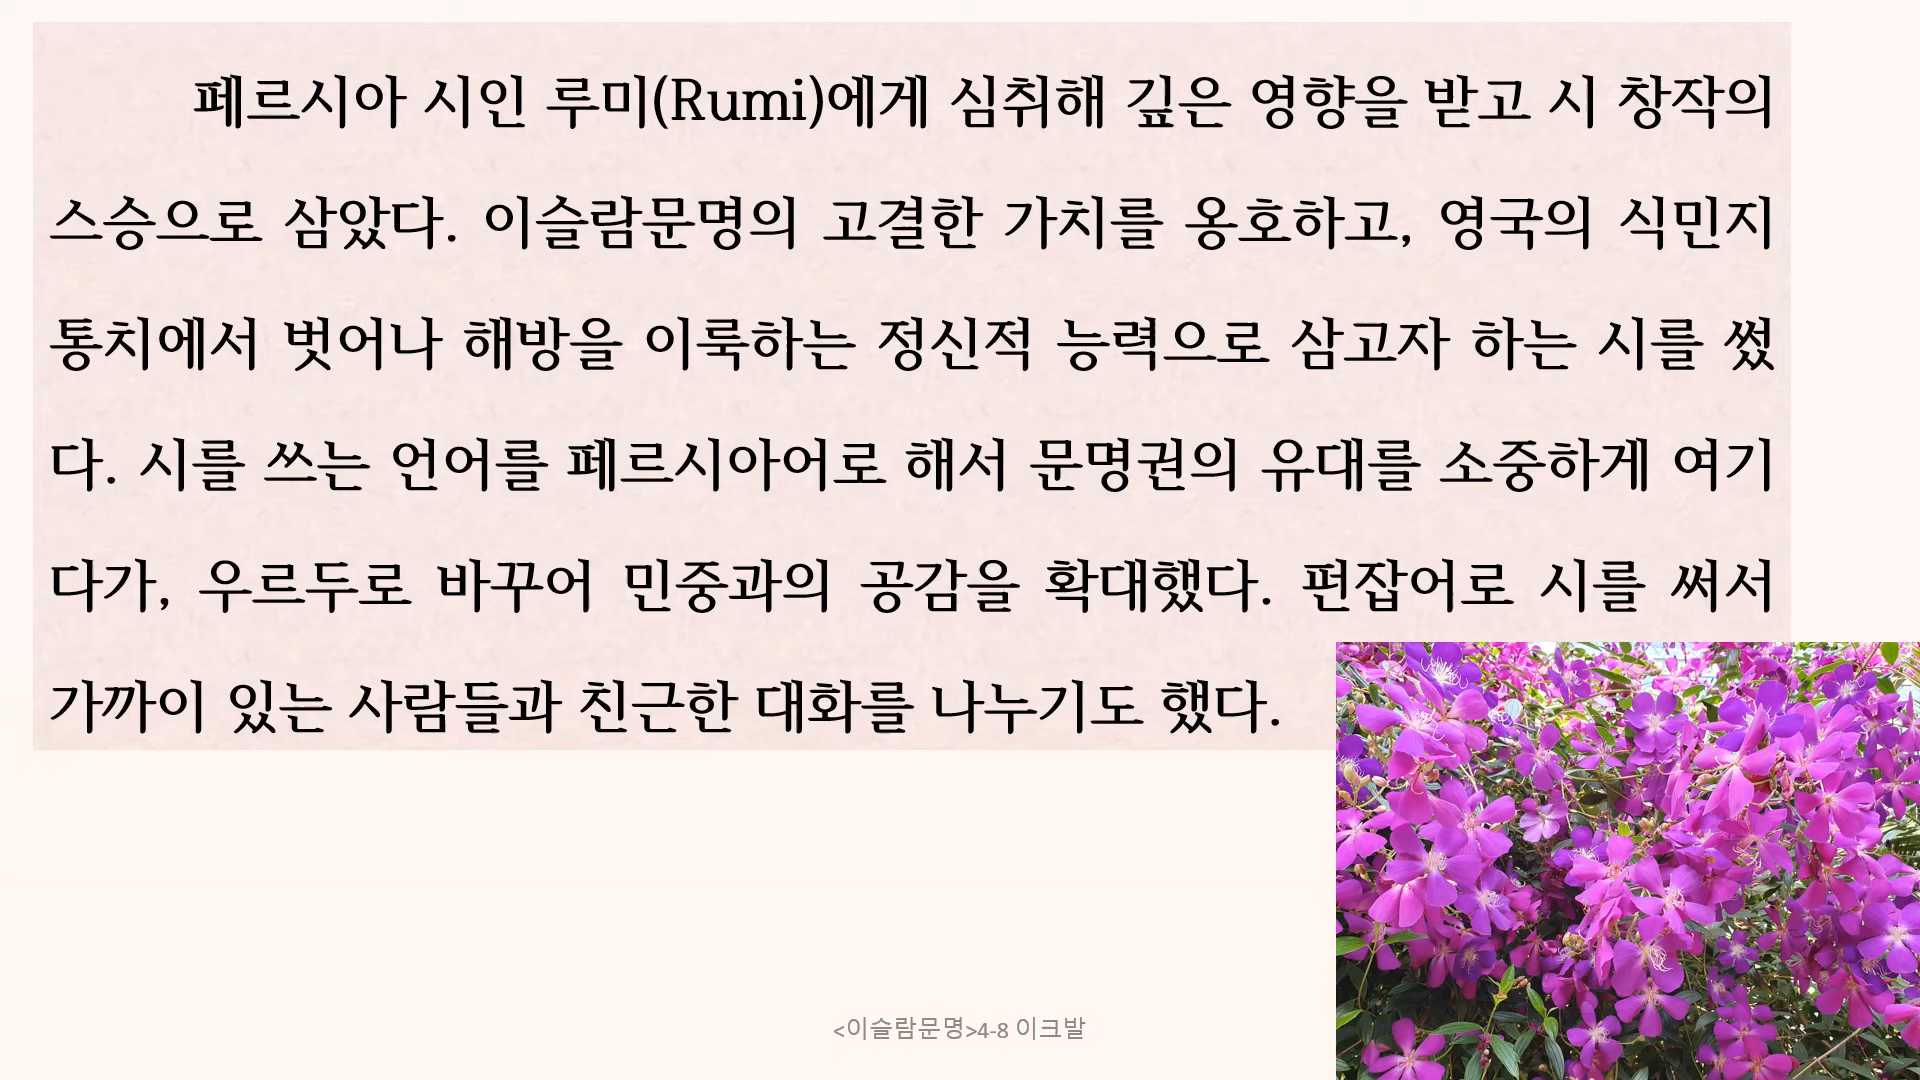 페르시아 시인 루미(Rumi)에게 심취해 깊은 영향을 받고 시 창작의
스승으로 삼았다. 이슬람문명의 고결한 가치를 옹호하고, 영국의 식민지
통치에서 벗어나 해방을 이룩하는 정신적 능력으로 삼고자 하는 시를 썼
다. 시를 쓰는 언어를 페르시아어로 해서 문명권의 유대를 소중하게 여기
다가, 우르두로 바꾸어 민중과의 공감을 확대했다. 펀잡어로 시를 써서
가까이 있는 사람들과 친근한 대화를 나누기도 했다.
<이슬람문명>4-8 이크발